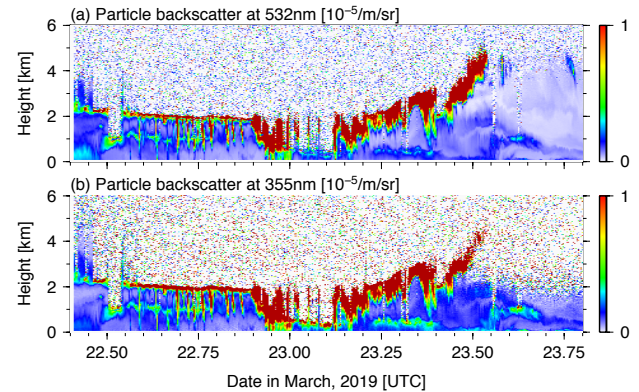 (a) Particle backscatter at 532nm [10⁻⁵/m/sr]
Height [km]
6
4
2
0
1
0
(b) Particle backscatter at 355nm [10⁻⁵/m/sr]
Height [km]
6
4
2
0
1
0
22.50 22.75 23.00 23.25 23.50 23.75
Date in March, 2019 [UTC]